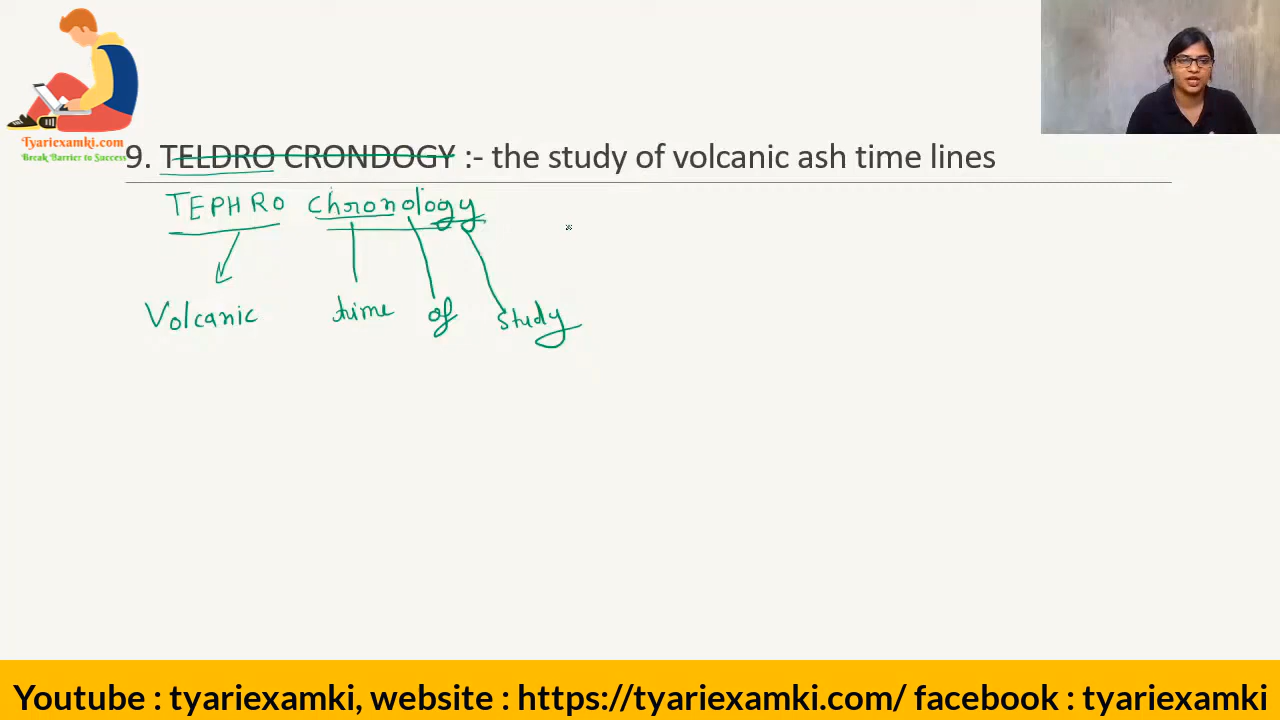 Tyariexamki.com
Break Barrier to Success
9. TELDRO CRONDOGY :- the study of volcanic ash time lines
TEPHRO chronology
Volcanic time of study
Youtube : tyariexamki, website : https://tyariexamki.com/ facebook : tyariexamki